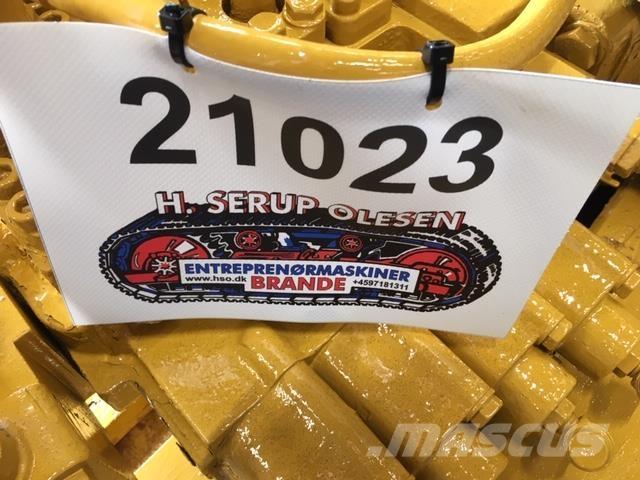 21023
H. SERUP OLESEN
ENTREPRENØRMASKINER
www.hso.dk BRANDE +4597181311
mascus